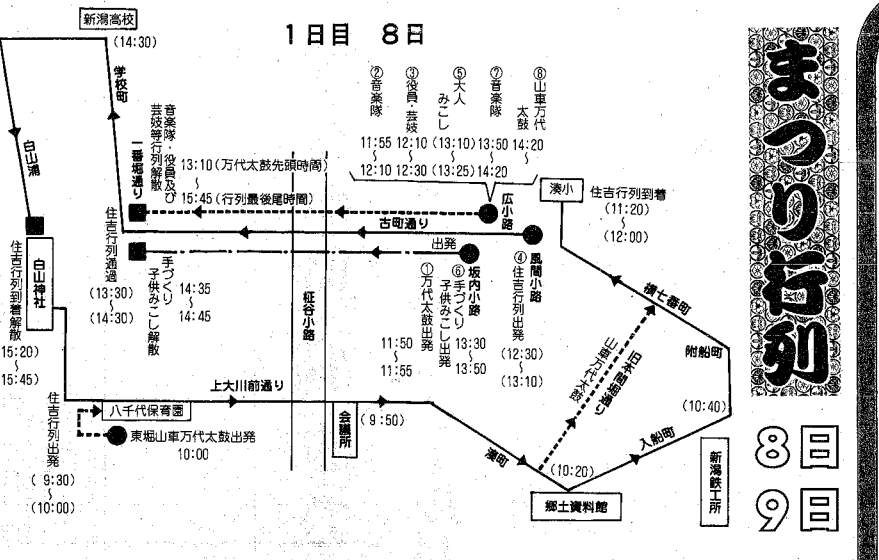 まつり行列
8日
9日
1日目 8日
新潟高校
(14:30)
学校町
白山浦
②音楽隊
11:55
〜
12:10
③役員・芸妓
12:10
〜
12:30
⑤大人みこし
(13:10)
〜
(13:25)
⑦音楽隊
13:50
〜
14:20
⑧山車万代太鼓
14:20
〜
音楽隊・役員及び
芸妓等行列解散
13:10(万代太鼓先頭時間)
〜
15:45(行列最後尾時間)
一番堀通り
広小路
古町通り
出発
湊小
住吉行列到着
(11:20)
〜
(12:00)
白山神社
住吉行列到着解散
(15:20)
〜
15:45)
住吉行列通過
(13:30)
〜
(14:30)
手づくり
子供みこし解散
14:35
〜
14:45
柾谷小路
①万代太鼓出発
11:50
〜
11:55
坂内小路
⑥手づくり
子供みこし出発
13:30
〜
13:50
風間小路
④住吉行列出発
(12:30)
〜
(13:10)
横七番町
旧本間堀通り
山車万代太鼓
附船町
(10:40)
上大川前通り
八千代保育園
東堀山車万代太鼓出発
10:00
住吉行列出発
(9:30)
〜
(10:00)
会議所
(9:50)
湊町
(10:20)
入船町
郷土資料館
新潟鉄工所